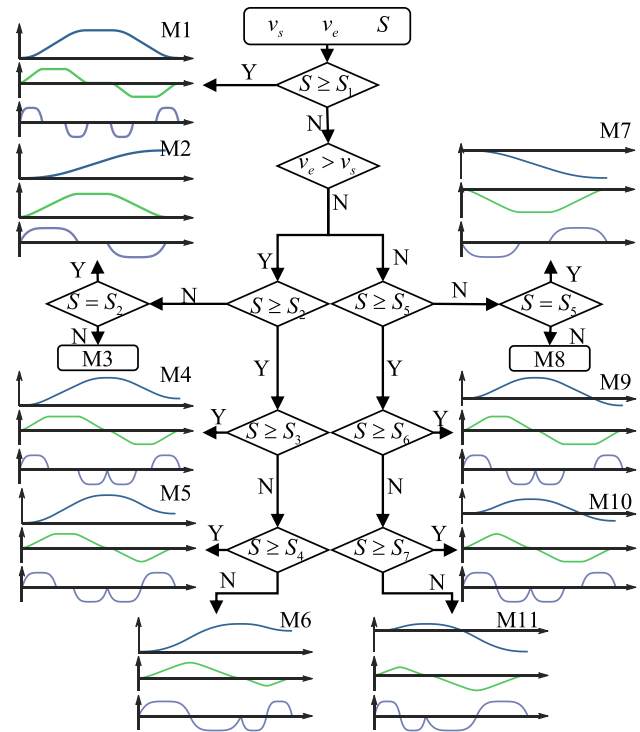 v_s v_e S
M1
Y
S ≥ S_1
N
M2
v_e > v_s
M7
N
Y
N
Y
Y
S = S_2
N
S ≥ S_2
S ≥ S_5
N
S = S_5
N
M3
N
M8
M4
Y
Y
M9
Y
S ≥ S_3
S ≥ S_6
Y
M5
N
N
M10
Y
S ≥ S_4
S ≥ S_7
Y
N
N
M6
M11